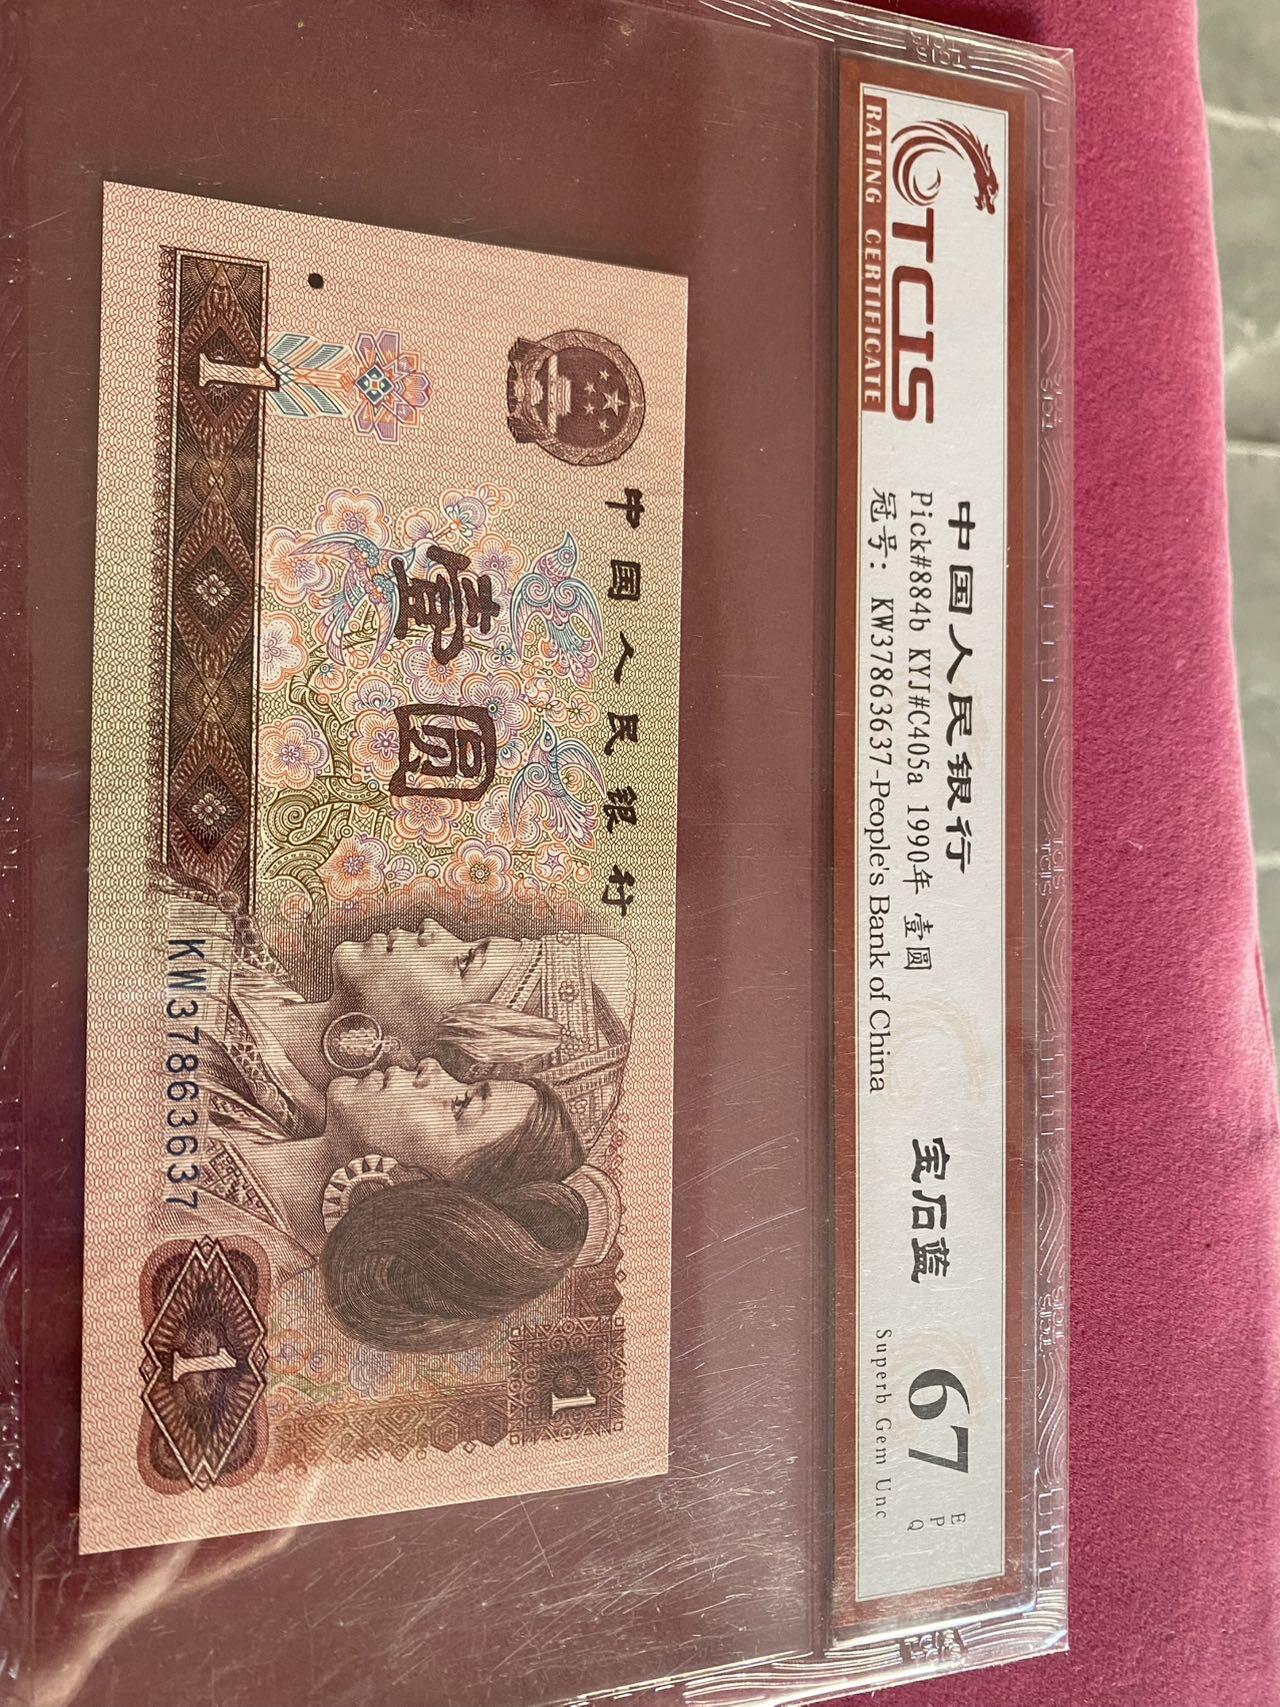 TCIS
RATING CERTIFICATE
中国人民银行
Pick#884b KYJ#C405a 1990年 壹圆
冠号: KW37863637-People's Bank of China
宝石蓝
67
EPQ
Superb Gem Unc
中国人民银行
壹圆
1
1
1
KW37863637